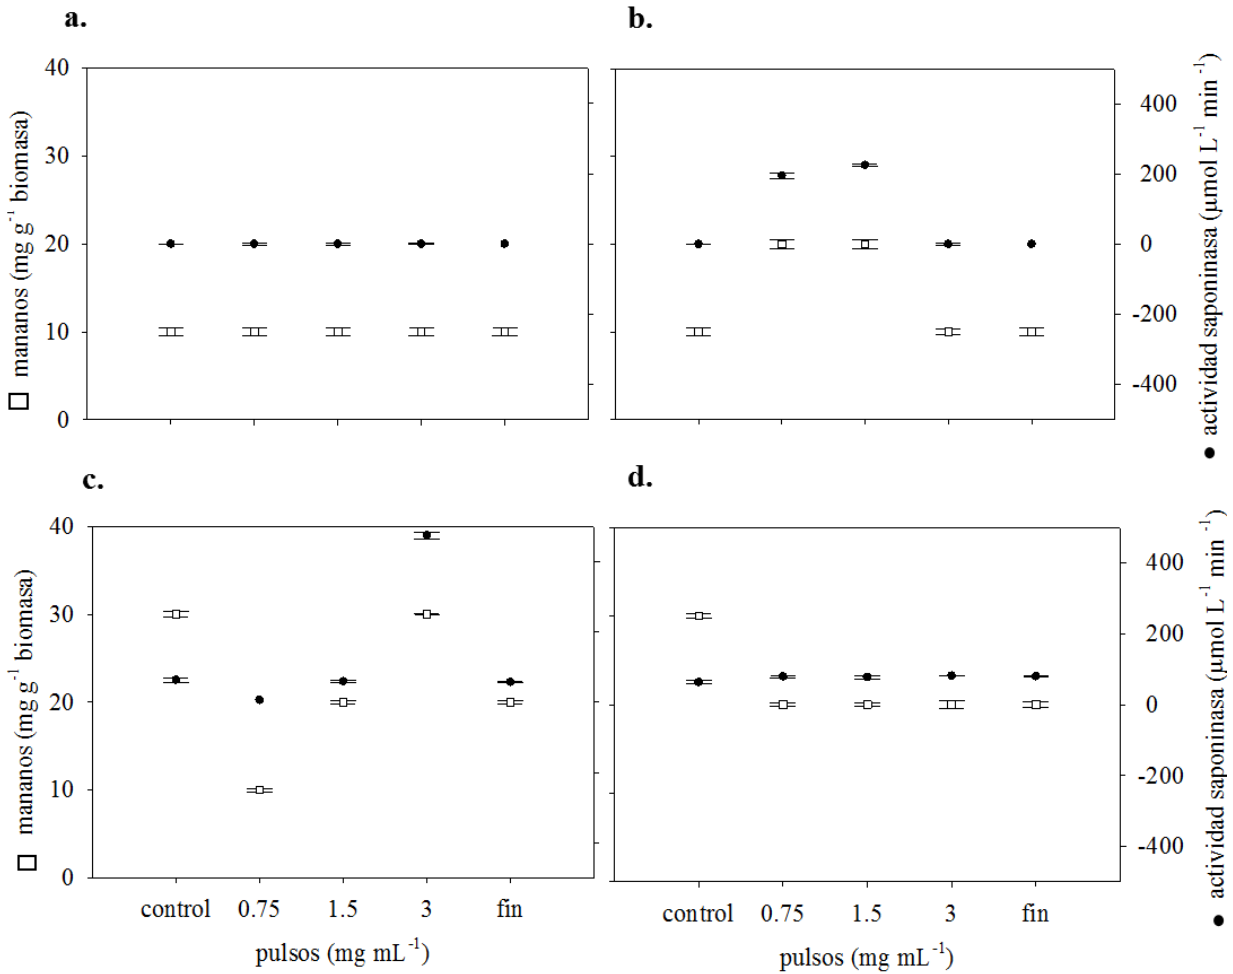 a.
b.
40
30
20
10
0
□ mananos (mg g-1 biomasa)
400
200
0
-200
-400
● actividad saponinasa (µmol L-1 min -1)
c.
d.
40
30
20
10
0
□ mananos (mg g-1 biomasa)
400
200
0
-200
-400
● actividad saponinasa (µmol L-1 min -1)
control 0.75 1.5 3 fin
control 0.75 1.5 3 fin
pulsos (mg mL-1)
pulsos (mg mL-1)